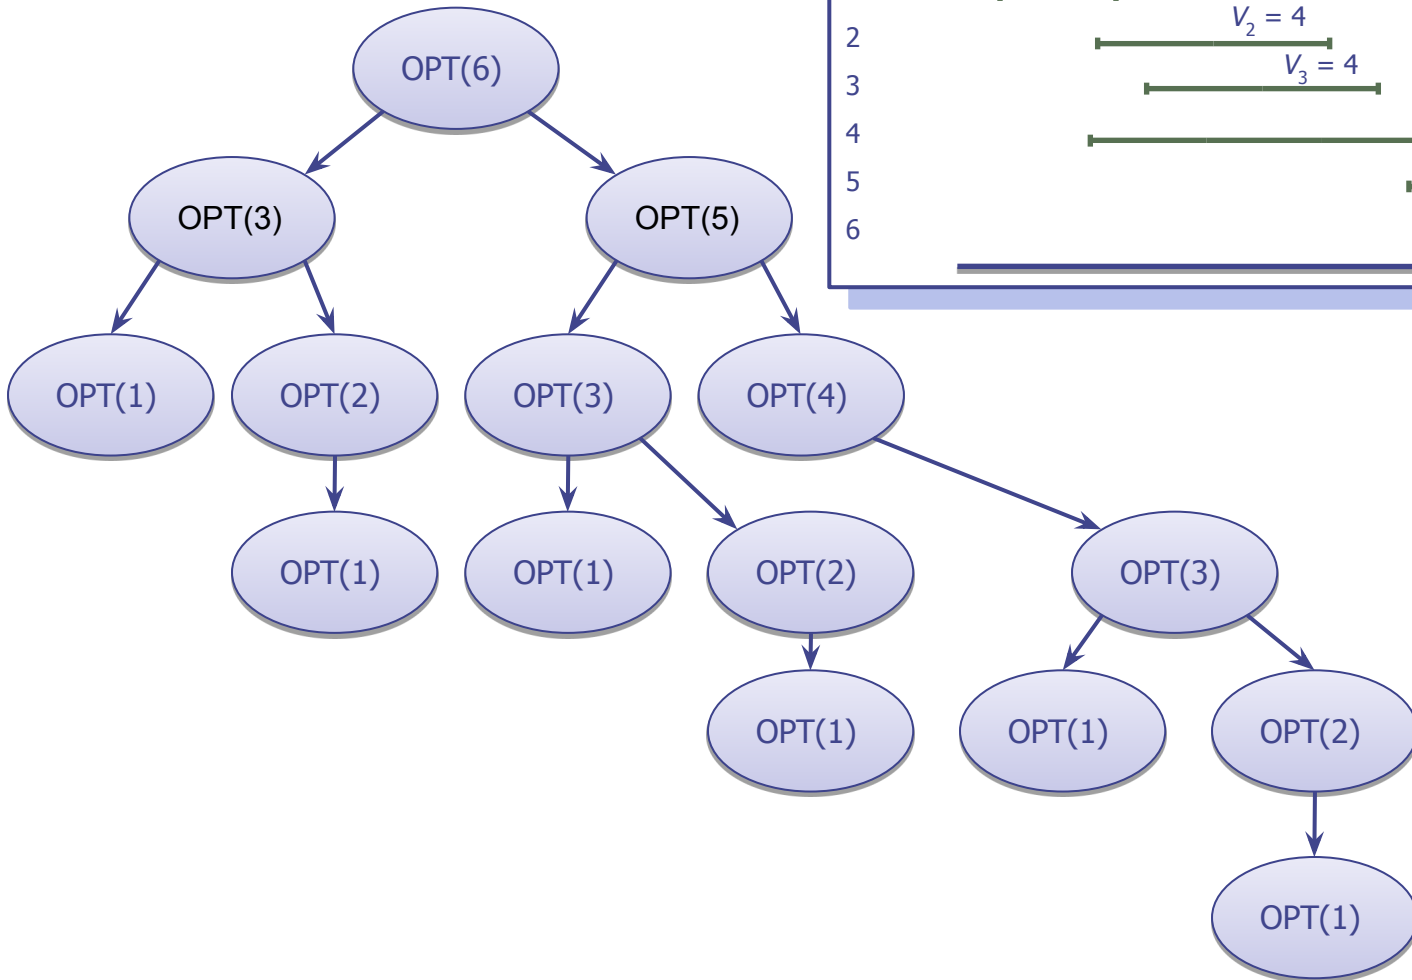 V2 = 4
2
V3 = 4
3
4
5
6
OPT(6)
OPT(3)
OPT(5)
OPT(1)
OPT(2)
OPT(3)
OPT(4)
OPT(1)
OPT(1)
OPT(2)
OPT(3)
OPT(1)
OPT(1)
OPT(2)
OPT(1)